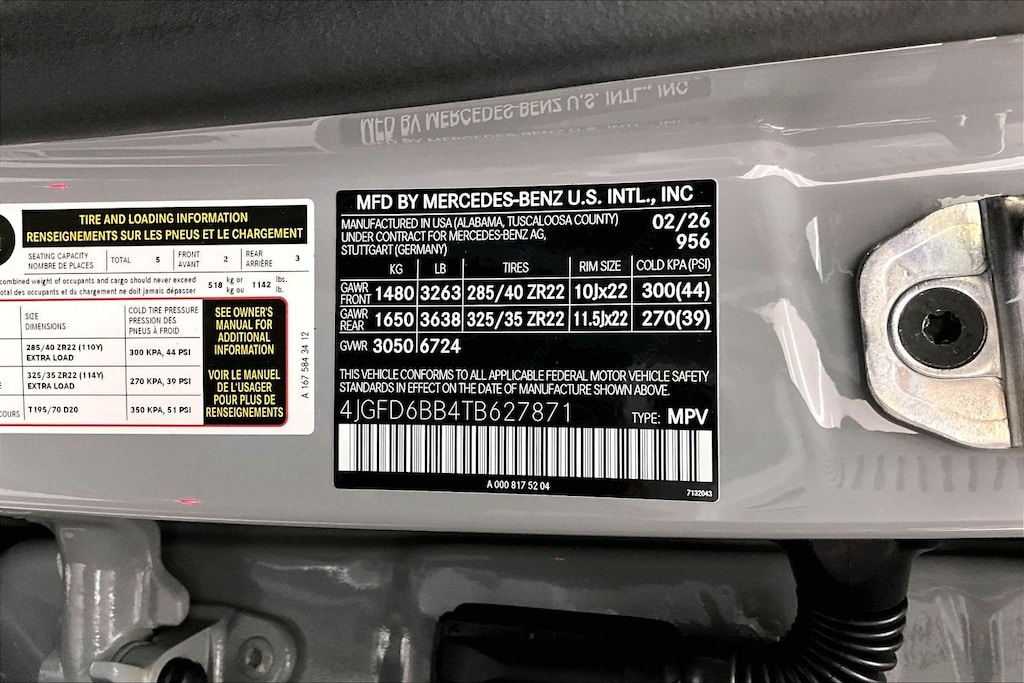 MFD BY MERCEDES-BENZ U.S. INTL., INC
TIRE AND LOADING INFORMATION
RENSEIGNEMENTS SUR LES PNEUS ET LE CHARGEMENT
SEATING CAPACITY
NOMBRE DE PLACES
TOTAL 5
FRONT
AVANT
2
REAR
ARRIÈRE
3
combined weight of occupants and cargo should never exceed
total des occupants et du chargement ne doit jamais dépasser
518 kg or
kg ou
1142 lbs.
lb.
SIZE
DIMENSIONS
COLD TIRE PRESSURE
PRESSION DES
PNEUS À FROID
285/40 ZR22 (110Y)
EXTRA LOAD
300 KPA, 44 PSI
325/35 ZR22 (114Y)
EXTRA LOAD
270 KPA, 39 PSI
T195/70 D20
350 KPA, 51 PSI
SEE OWNER'S
MANUAL FOR
ADDITIONAL
INFORMATION
VOIR LE MANUEL
DE L'USAGER
POUR PLUS DE
RENSEIGNEMENTS
A 167 584 34 12
MFD BY MERCEDES-BENZ U.S. INTL., INC
MANUFACTURED IN USA (ALABAMA, TUSCALOOSA COUNTY) 02/26
UNDER CONTRACT FOR MERCEDES-BENZ AG, 956
STUTTGART (GERMANY)
KG LB TIRES RIM SIZE COLD KPA(PSI)
GAWR
FRONT 1480 3263 285/40 ZR22 10Jx22 300(44)
GAWR
REAR 1650 3638 325/35 ZR22 11.5Jx22 270(39)
GVWR 3050 6724
THIS VEHICLE CONFORMS TO ALL APPLICABLE FEDERAL MOTOR VEHICLE SAFETY
STANDARDS IN EFFECT ON THE DATE OF MANUFACTURE SHOWN ABOVE.
4JGFD6BB4TB627871 TYPE: MPV
A 000 817 52 04
7132043